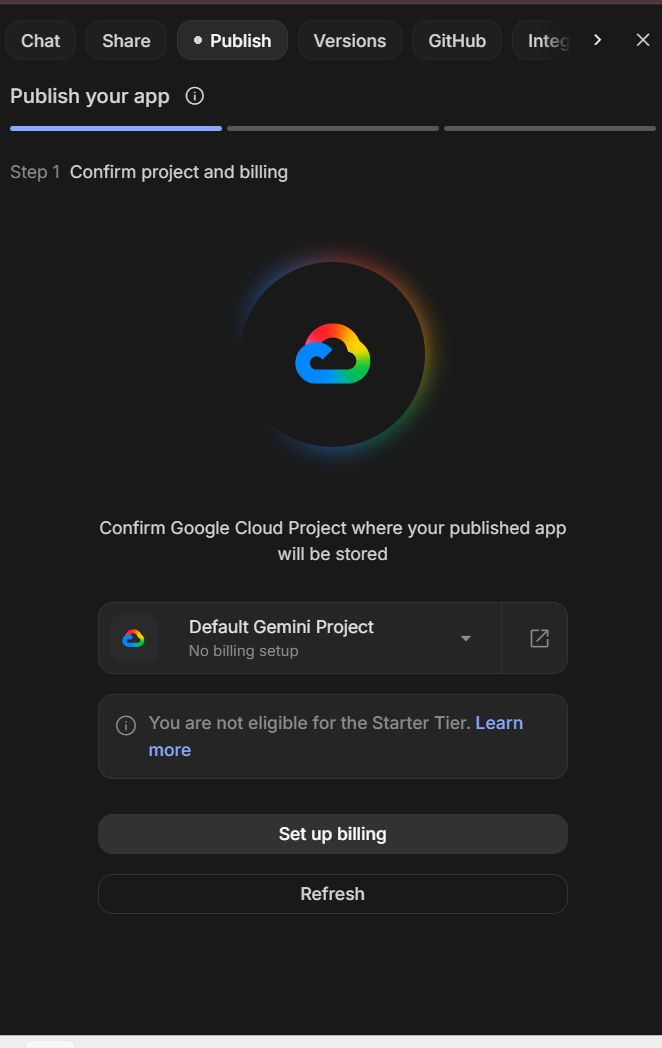 Chat Share Publish Versions GitHub
Publish your app
Step 1 Confirm project and billing
Confirm Google Cloud Project where your published app
will be stored
Default Gemini Project
No billing setup
You are not eligible for the Starter Tier. Learn
more
Set up billing
Refresh